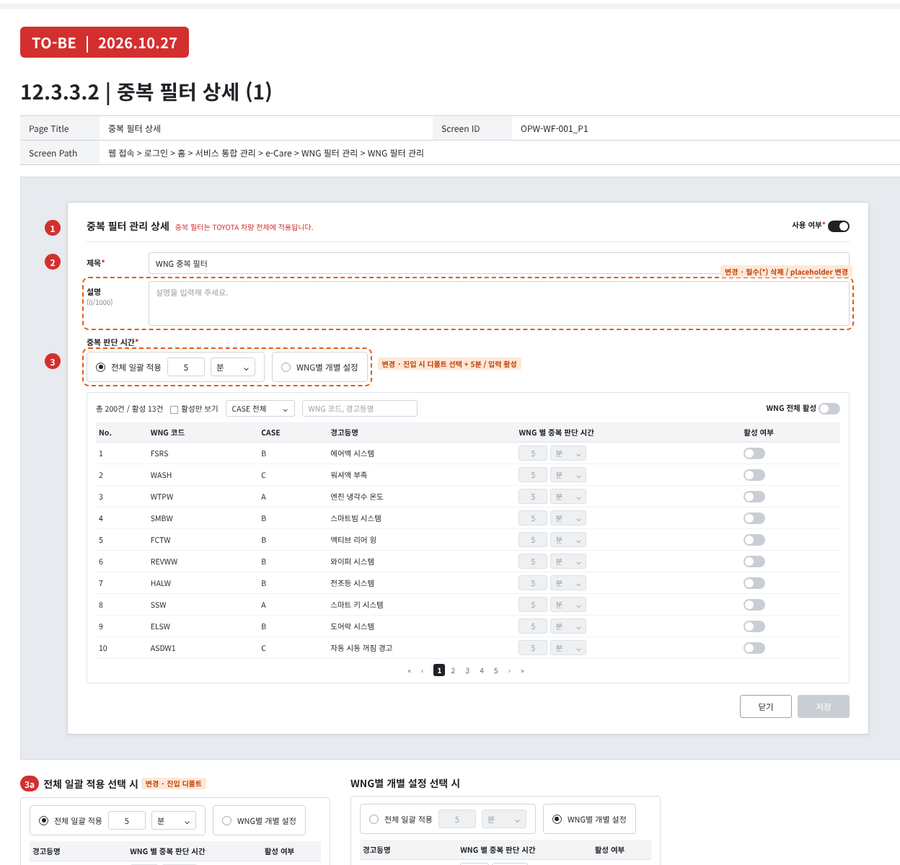 TO-BE | 2026.10.27
12.3.3.2 | 중복 필터 상세 (1)
Page Title 중복 필터 상세 Screen ID OPW-WF-001_P1
Screen Path 웹 접속 > 로그인 > 홈 > 서비스 통합 관리 > e-Care > WNG 필터 관리 > WNG 필터 관리
1 중복 필터 관리 상세 중복 필터는 TOYOTA 차량 전체에 적용됩니다. 사용 여부*
2 제목* WNG 중복 필터
변경 · 필수(*) 삭제 / placeholder 변경
설명 설명을 입력해 주세요.
(0/1000)
중복 판단 시간*
3 전체 일괄 적용 5 분 WNG별 개별 설정 변경 · 진입 시 디폴트 선택 + 5분 / 입력 활성
총 200건 / 활성 13건 활성만 보기 CASE 전체 WNG 코드, 경고등명 WNG 전체 활성
No. WNG 코드 CASE 경고등명 WNG 별 중복 판단 시간 활성 여부
1 FSRS B 에어백 시스템 5 분
2 WASH C 워셔액 부족 5 분
3 WTPW A 엔진 냉각수 온도 5 분
4 SMBW B 스마트빔 시스템 5 분
5 FCTW B 액티브 리어 윙 5 분
6 REVWW B 와이퍼 시스템 5 분
7 HALW B 전조등 시스템 5 분
8 SSW A 스마트 키 시스템 5 분
9 ELSW B 도어락 시스템 5 분
10 ASDW1 C 자동 시동 꺼짐 경고 5 분
« ‹ 1 2 3 4 5 › »
닫기 저장
3a 전체 일괄 적용 선택 시 변경 · 진입 디폴트 WNG별 개별 설정 선택 시
전체 일괄 적용 5 분 WNG별 개별 설정 전체 일괄 적용 5 분 WNG별 개별 설정
경고등명 WNG 별 중복 판단 시간 활성 여부 경고등명 WNG 별 중복 판단 시간 활성 여부